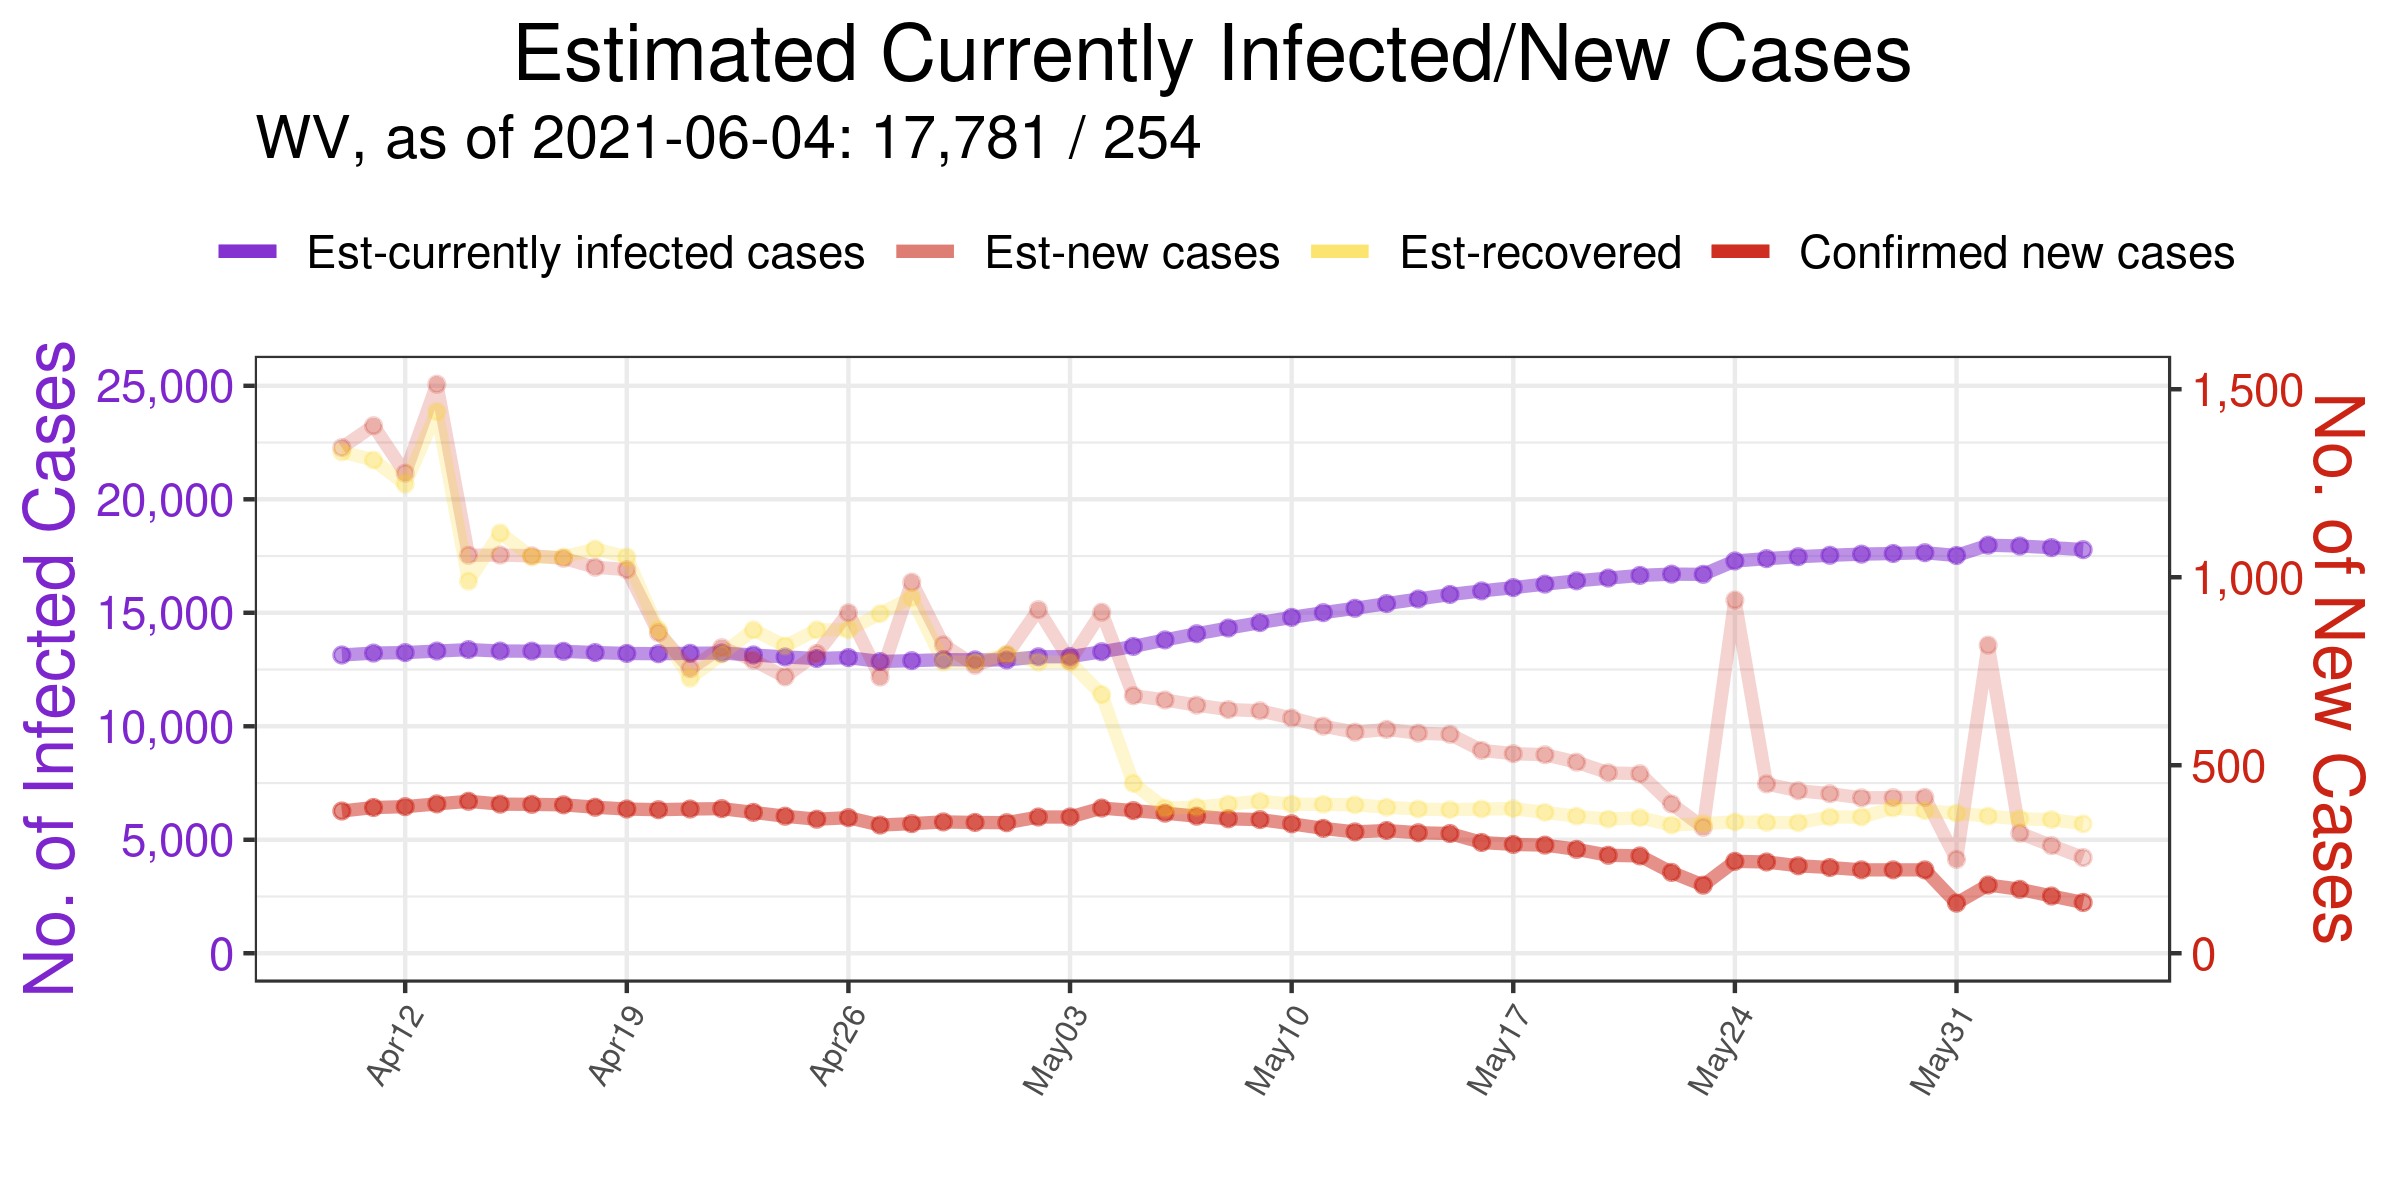 Estimated Currently Infected/New Cases
WV, as of 2021-06-04: 17,781 / 254
Est-currently infected cases Est-new cases Est-recovered Confirmed new cases
No. of Infected Cases
25,000
20,000
15,000
10,000
5,000
0
1,500
1,000
500
0
No. of New Cases
Apr12 Apr19 Apr26 May03 May10 May17 May24 May31